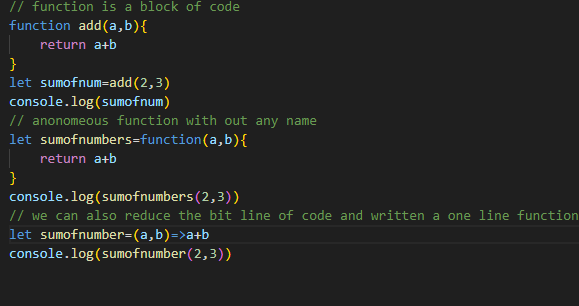 // function is a block of code
function add(a,b){
    return a+b
}
let sumofnum=add(2,3)
console.log(sumofnum)
// anonomeous function with out any name
let sumofnumbers=function(a,b){
    return a+b
}
console.log(sumofnumbers(2,3))
// we can also reduce the bit line of code and written a one line function
let sumofnumber=(a,b)=>a+b
console.log(sumofnumber(2,3))